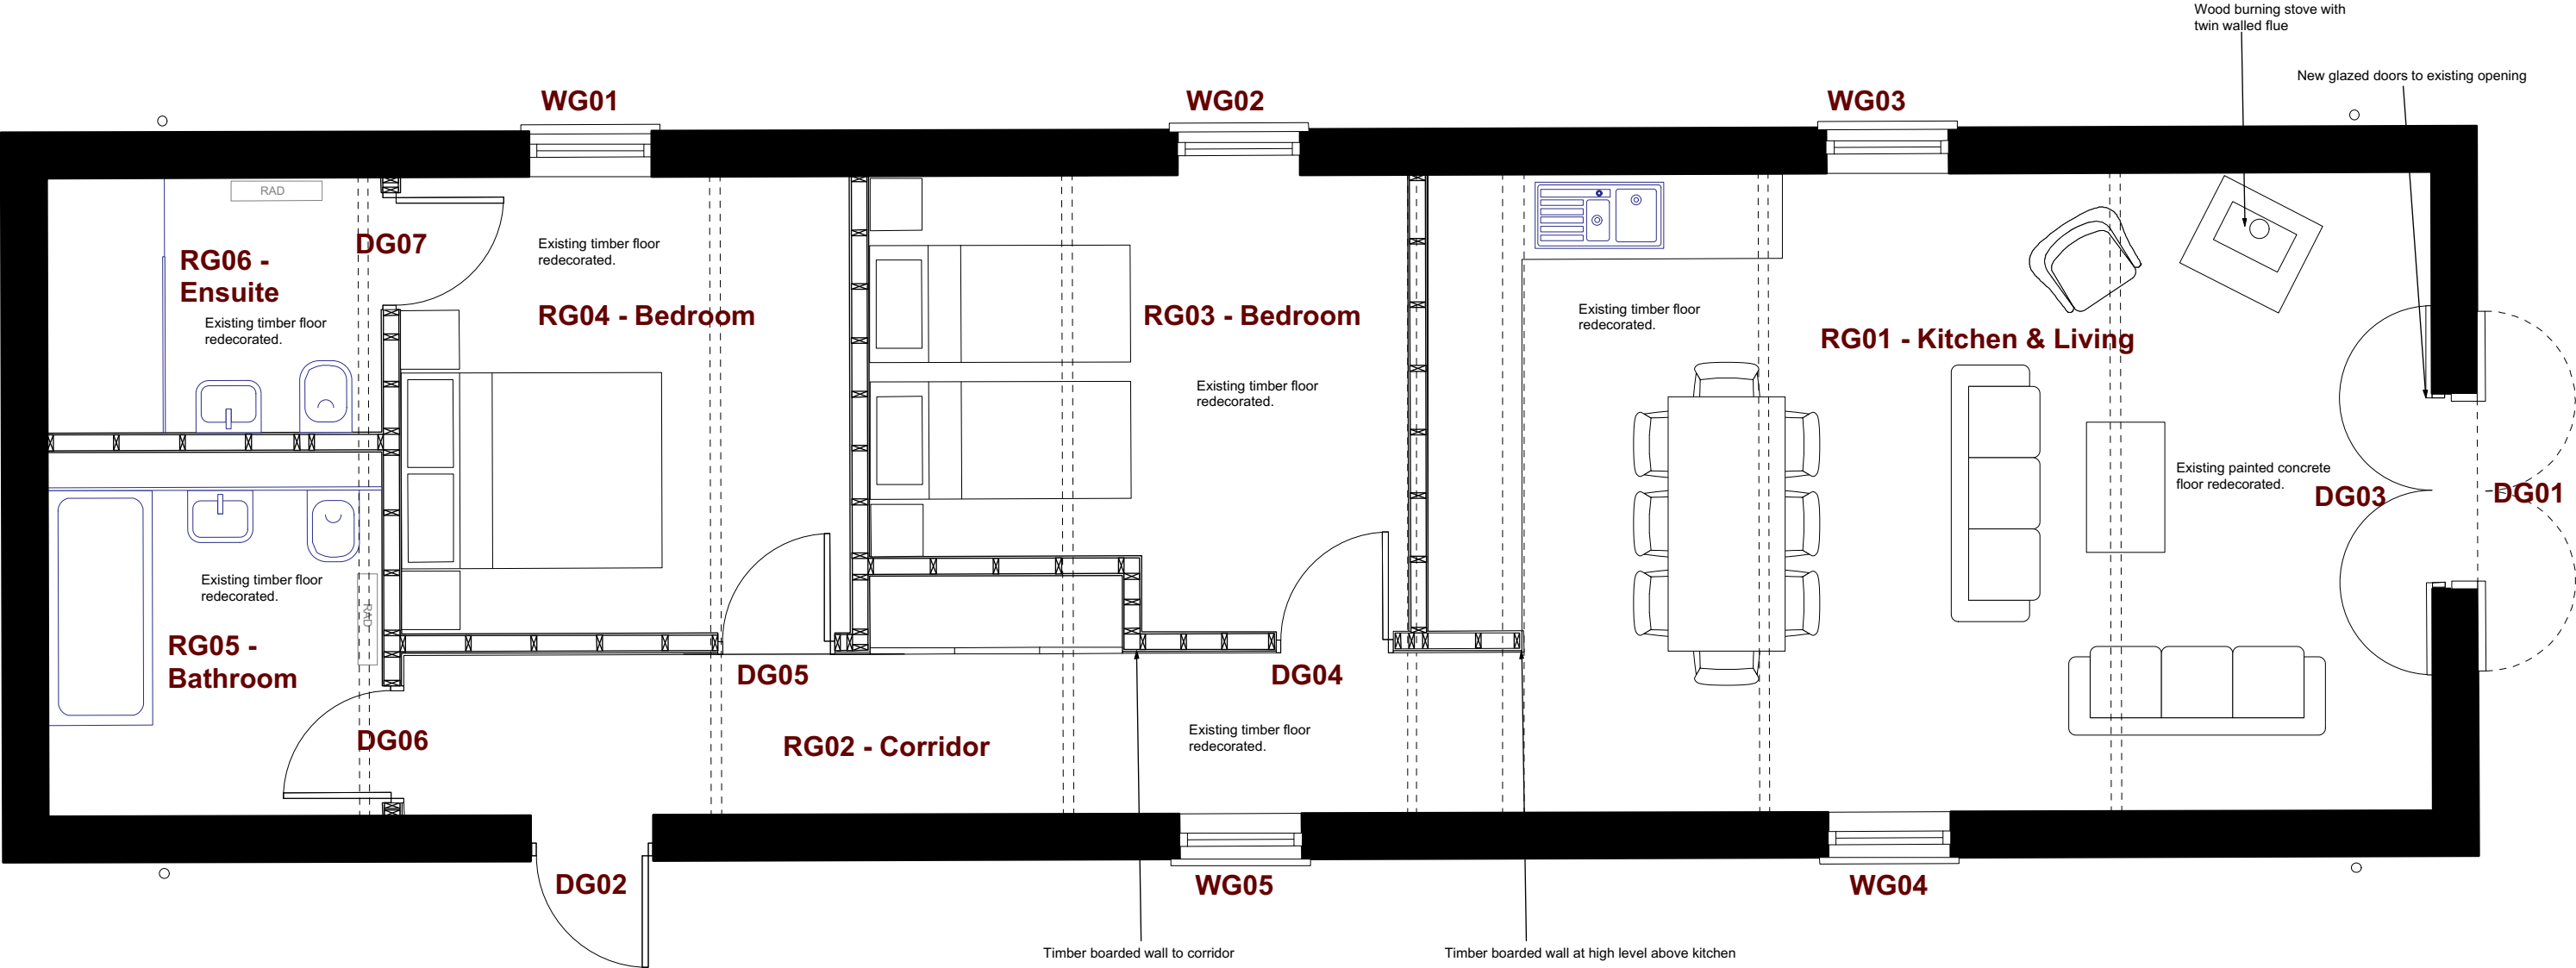 Wood burning stove with
twin walled flue
New glazed doors to existing opening
WG01
WG02
WG03
RAD
DG07
RG06 -
Ensuite
Existing timber floor
redecorated.
Existing timber floor
redecorated.
RG04 - Bedroom
RG03 - Bedroom
Existing timber floor
redecorated.
Existing timber floor
redecorated.
RG01 - Kitchen & Living
Existing painted concrete
floor redecorated.
DG03
DG01
Existing timber floor
redecorated.
RAD
RG05 -
Bathroom
DG05
DG04
DG06
RG02 - Corridor
Existing timber floor
redecorated.
DG02
WG05
WG04
Timber boarded wall to corridor
Timber boarded wall at high level above kitchen